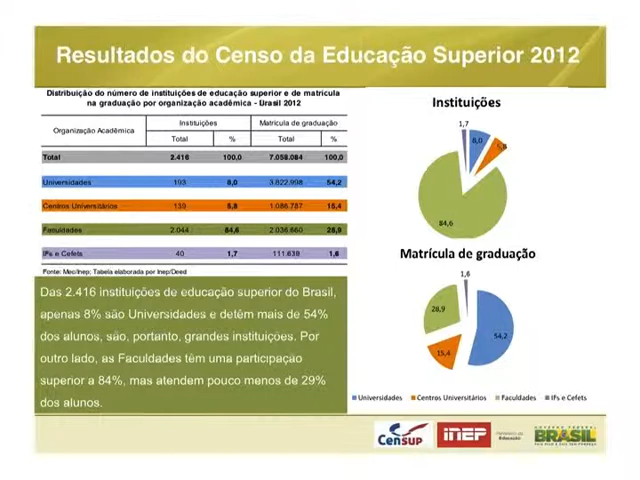 Resultados do Censo da Educação Superior 2012
Distribuição do número de instituições de educação superior e de matrícula
na graduação por organização acadêmica - Brasil 2012
Organização Acadêmica Instituições Matrícula de graduação
Total % Total %
Total 2.416 100,0 7.058.084 100,0
Universidades 193 8,0 3.822.998 54,2
Centros Universitários 139 5,8 1.086.787 15,4
Faculdades 2.044 84,6 2.036.660 28,9
IFs e Cefets 40 1,7 111.639 1,6
Fonte: Mec/Inep; Tabela elaborada por Inep/Deed
Das 2.416 instituições de educação superior do Brasil,
apenas 8% são Universidades e detêm mais de 54%
dos alunos, são, portanto, grandes instituições. Por
outro lado, as Faculdades têm uma participação
superior a 84%, mas atendem pouco menos de 29%
dos alunos.
Instituições
1,7
8,0
5,8
84,6
Matrícula de graduação
1,6
28,9
54,2
15,4
Universidades Centros Universitários Faculdades IFs e Cefets
Censup
INEP
Ministério da
Educação
GOVERNO FEDERAL
BRASIL